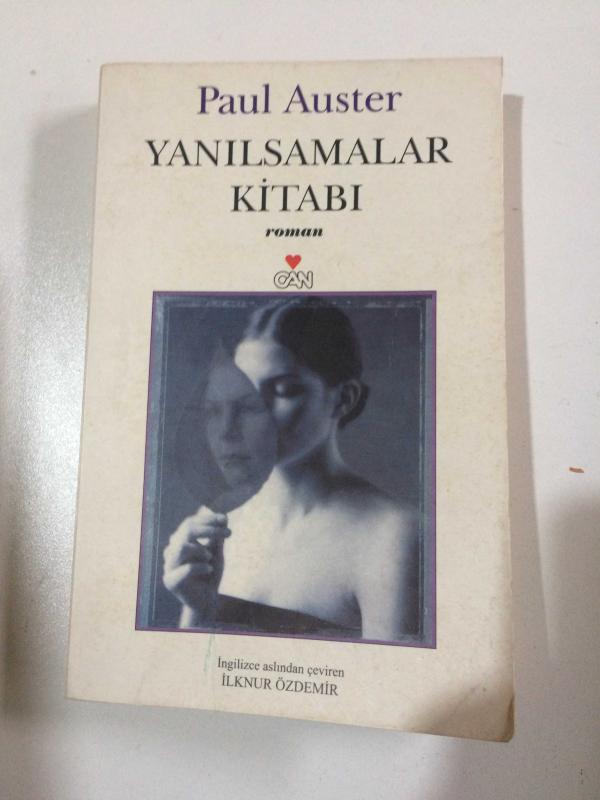 Paul Auster
YANILSAMALAR
KİTABI
roman
CAN
İngilizce aslından çeviren
İLKNUR ÖZDEMİR